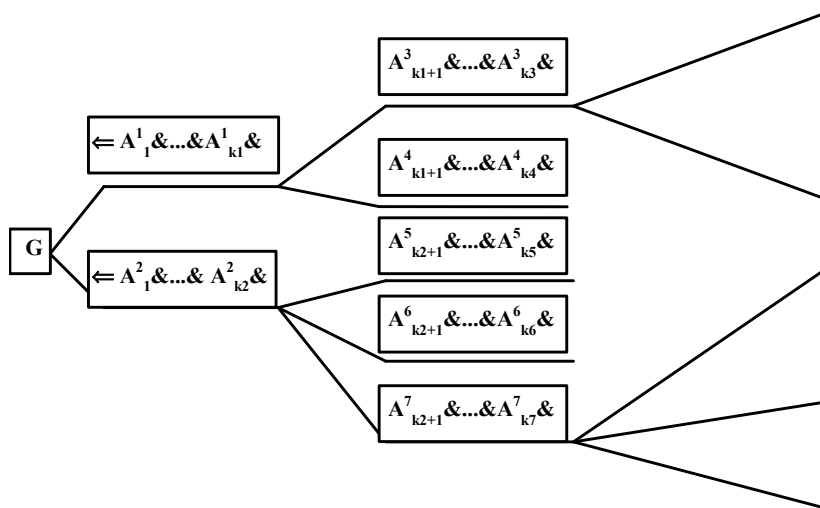 A³ₖ₁₊₁&...&A³ₖ₃&
⇐ A¹₁&...&A¹ₖ₁&
A⁴ₖ₁₊₁&...&A⁴ₖ₄&
G
A⁵ₖ₂₊₁&...&A⁵ₖ₅&
⇐ A²₁&...& A²ₖ₂&
A⁶ₖ₂₊₁&...&A⁶ₖ₆&
A⁷ₖ₂₊₁&...&A⁷ₖ₇&